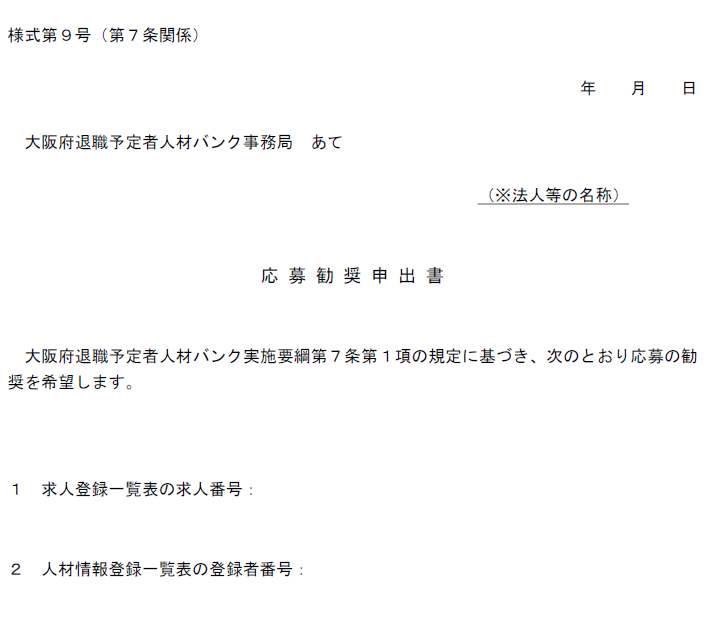 様式第９号（第７条関係）
年　　月　　日
大阪府退職予定者人材バンク事務局　あて
（※法人等の名称）
応 募 勧 奨 申 出 書
大阪府退職予定者人材バンク実施要綱第７条第１項の規定に基づき、次のとおり応募の勧
奨を希望します。
１　求人登録一覧表の求人番号：
２　人材情報登録一覧表の登録者番号：